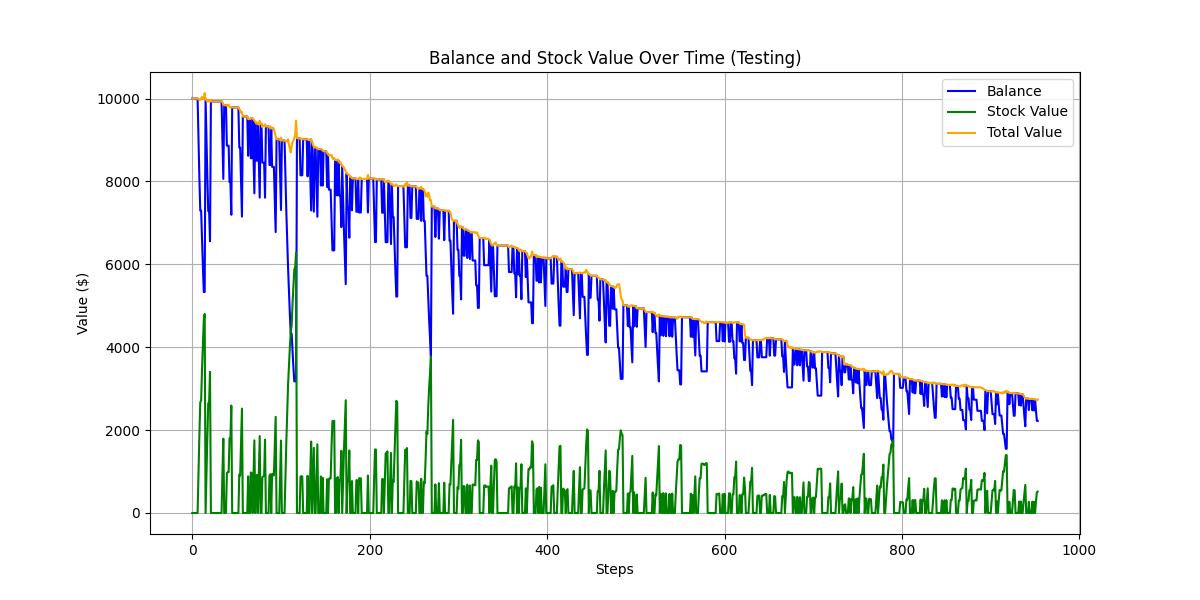 Balance and Stock Value Over Time (Testing)
Balance
Stock Value
Total Value
Value ($)
10000
8000
6000
4000
2000
0
0 200 400 600 800 1000
Steps